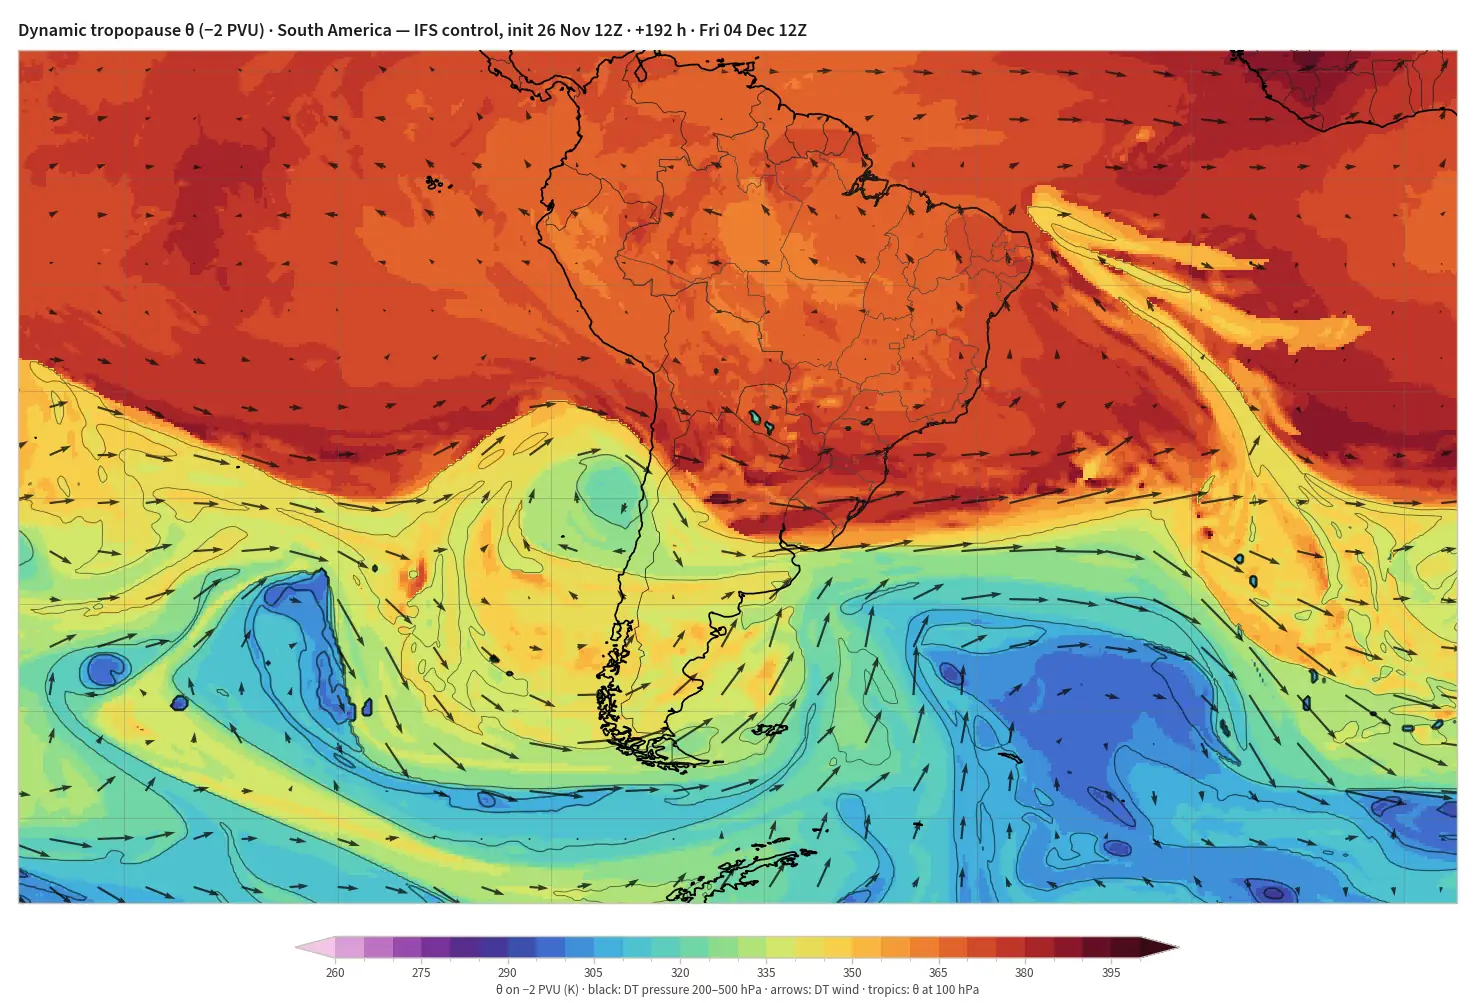 Dynamic tropopause θ (−2 PVU) · South America — IFS control, init 26 Nov 12Z · +192 h · Fri 04 Dec 12Z
260 275 290 305 320 335 350 365 380 395
θ on −2 PVU (K) · black: DT pressure 200–500 hPa · arrows: DT wind · tropics: θ at 100 hPa